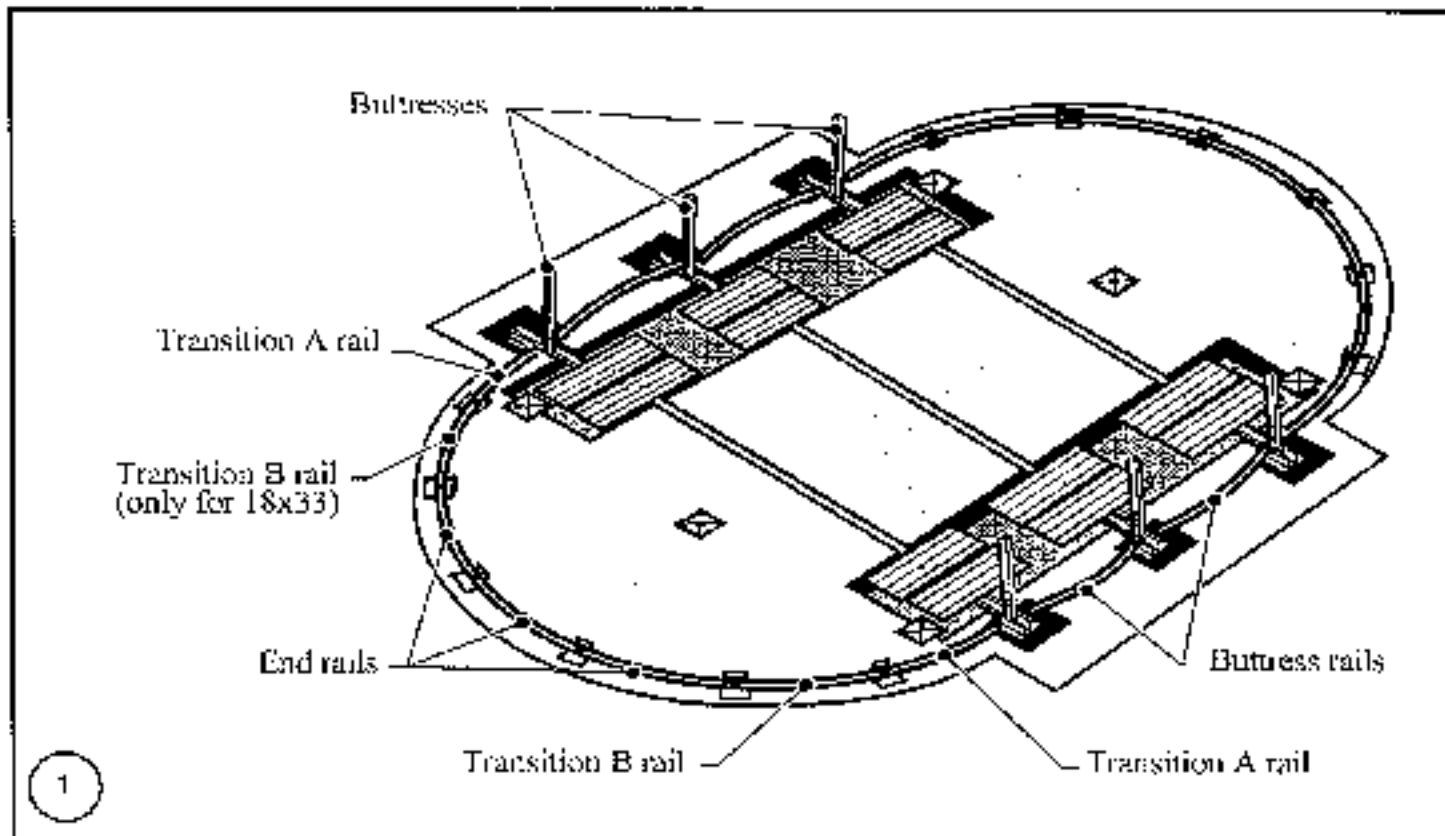 Buttresses
Transition A rail
Transition B rail
(only for 18x33)
End rails
Buttress rails
Transition B rail
Transition A rail
1